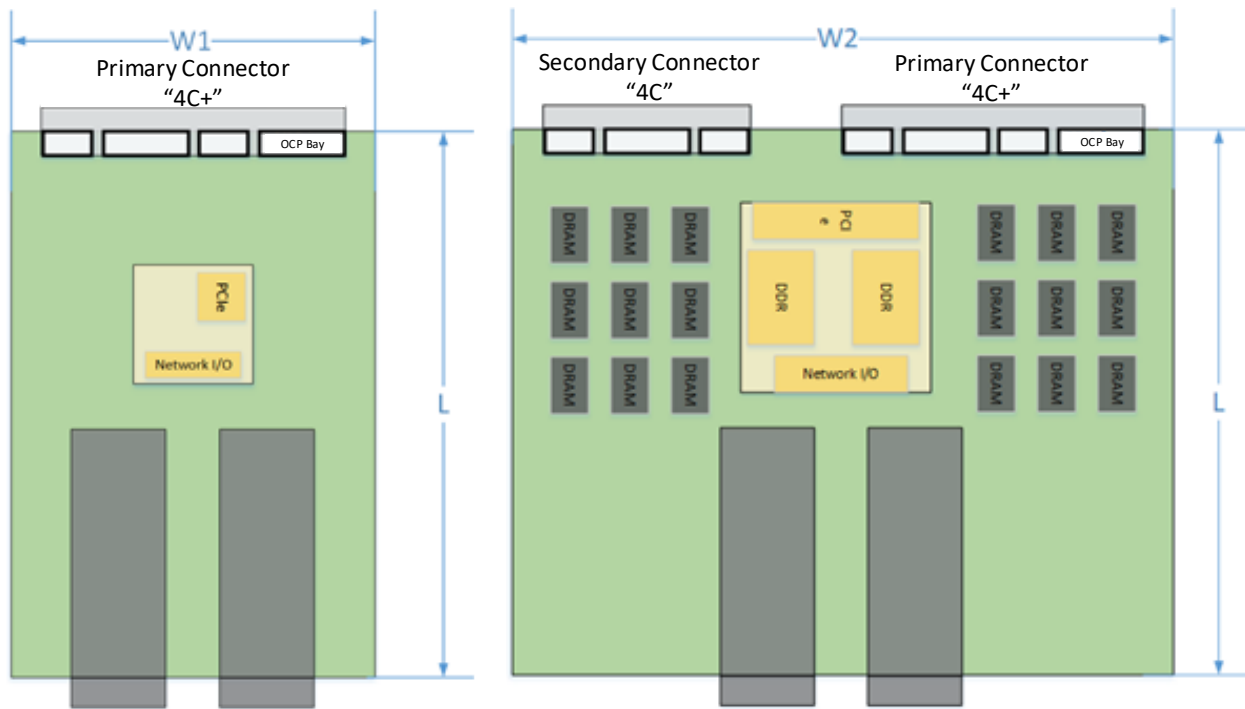 W1
Primary Connector
“4C+”
OCP Bay
PCIe
Network I/O
L
W2
Secondary Connector
“4C”
Primary Connector
“4C+”
OCP Bay
DRAM DRAM DRAM
DRAM DRAM DRAM
DRAM DRAM DRAM
PCI
e
DDR DDR
Network I/O
DRAM DRAM DRAM
DRAM DRAM DRAM
DRAM DRAM DRAM
L